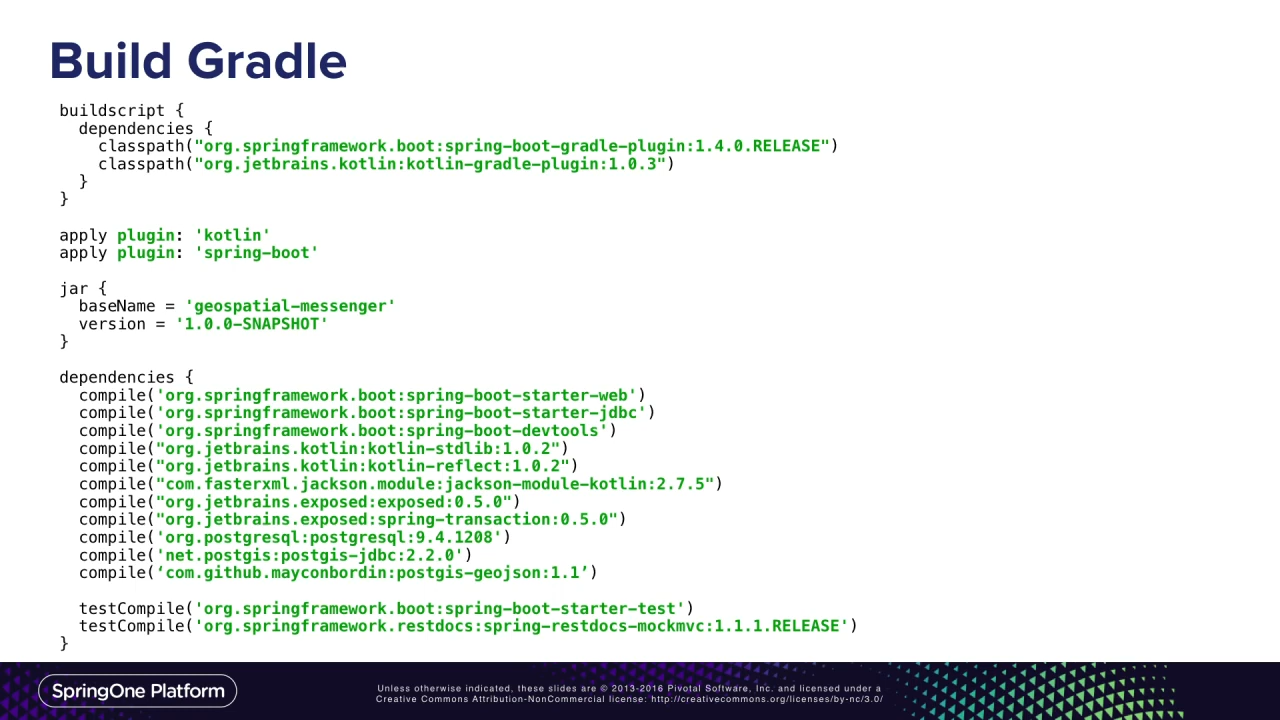 Build Gradle
buildscript {
  dependencies {
    classpath("org.springframework.boot:spring-boot-gradle-plugin:1.4.0.RELEASE")
    classpath("org.jetbrains.kotlin:kotlin-gradle-plugin:1.0.3")
  }
}

apply plugin: 'kotlin'
apply plugin: 'spring-boot'

jar {
  baseName = 'geospatial-messenger'
  version = '1.0.0-SNAPSHOT'
}

dependencies {
  compile('org.springframework.boot:spring-boot-starter-web')
  compile('org.springframework.boot:spring-boot-starter-jdbc')
  compile('org.springframework.boot:spring-boot-devtools')
  compile("org.jetbrains.kotlin:kotlin-stdlib:1.0.2")
  compile("org.jetbrains.kotlin:kotlin-reflect:1.0.2")
  compile("com.fasterxml.jackson.module:jackson-module-kotlin:2.7.5")
  compile("org.jetbrains.exposed:exposed:0.5.0")
  compile("org.jetbrains.exposed:spring-transaction:0.5.0")
  compile('org.postgresql:postgresql:9.4.1208')
  compile('net.postgis:postgis-jdbc:2.2.0')
  compile(‘com.github.mayconbordin:postgis-geojson:1.1’)

  testCompile('org.springframework.boot:spring-boot-starter-test')
  testCompile('org.springframework.restdocs:spring-restdocs-mockmvc:1.1.1.RELEASE')
}
SpringOne Platform
Unless otherwise indicated, these slides are © 2013-2016 Pivotal Software, Inc. and licensed under a
Creative Commons Attribution-NonCommercial license: http://creativecommons.org/licenses/by-nc/3.0/